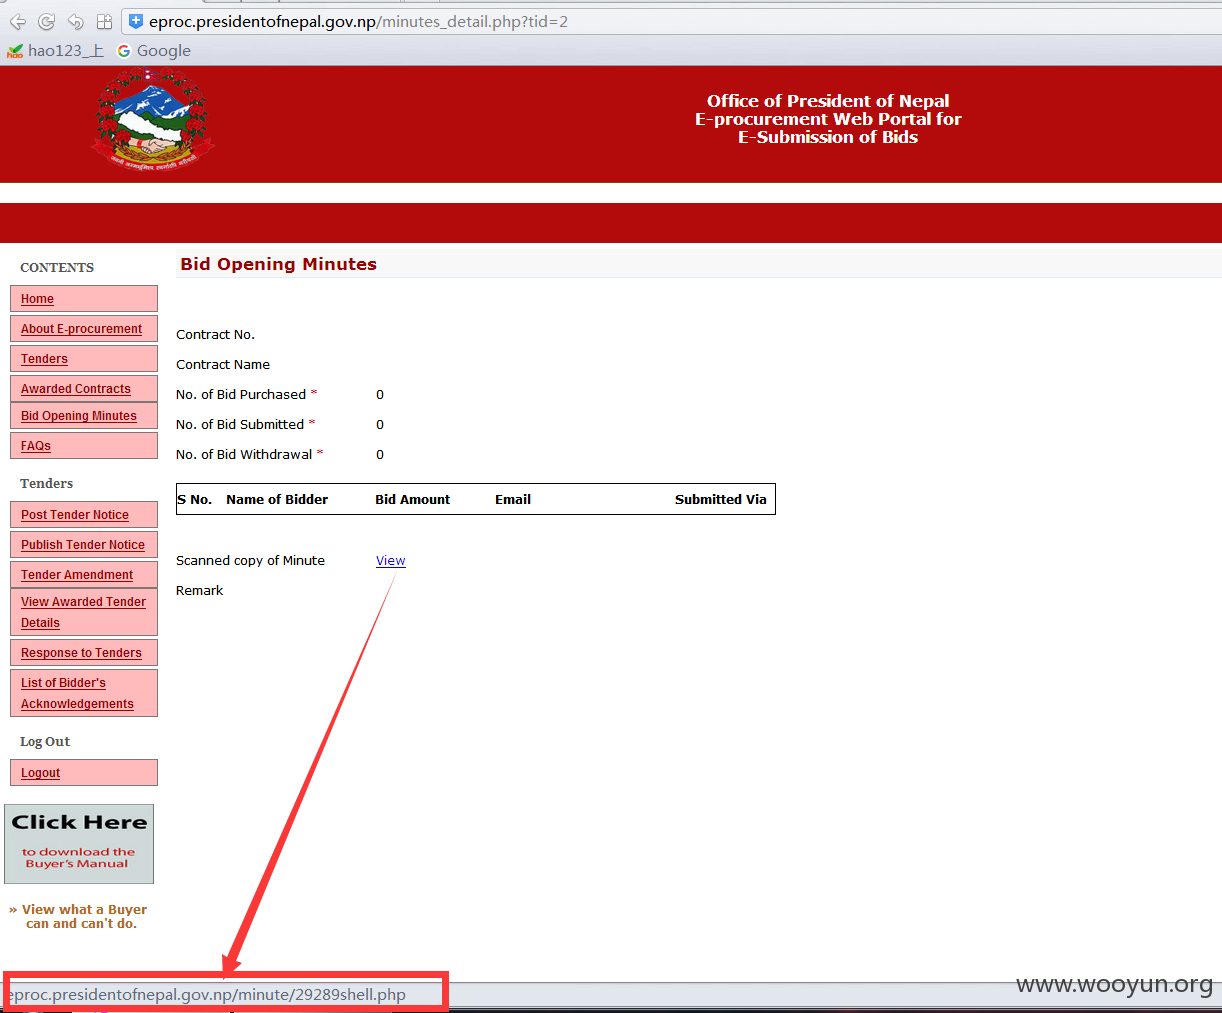 eproc.presidentofnepal.gov.np/minutes_detail.php?tid=2
hao123_上 Google
Office of President of Nepal
E-procurement Web Portal for
E-Submission of Bids
CONTENTS
Home
About E-procurement
Tenders
Awarded Contracts
Bid Opening Minutes
FAQs
Tenders
Post Tender Notice
Publish Tender Notice
Tender Amendment
View Awarded Tender
Details
Response to Tenders
List of Bidder's
Acknowledgements
Log Out
Logout
Click Here
to download the
Buyer's Manual
» View what a Buyer
can and can't do.
Bid Opening Minutes
Contract No.
Contract Name
No. of Bid Purchased * 0
No. of Bid Submitted * 0
No. of Bid Withdrawal * 0
S No. Name of Bidder Bid Amount Email Submitted Via
Scanned copy of Minute View
Remark
eproc.presidentofnepal.gov.np/minute/29289shell.php
www.wooyun.org